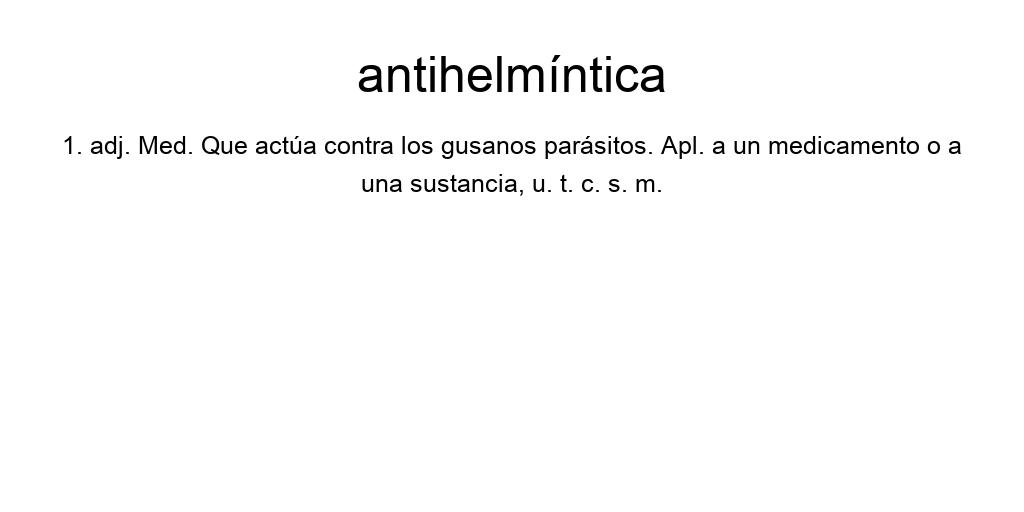 antihelmíntica
1. adj. Med. Que actúa contra los gusanos parásitos. Apl. a un medicamento o a
una sustancia, u. t. c. s. m.